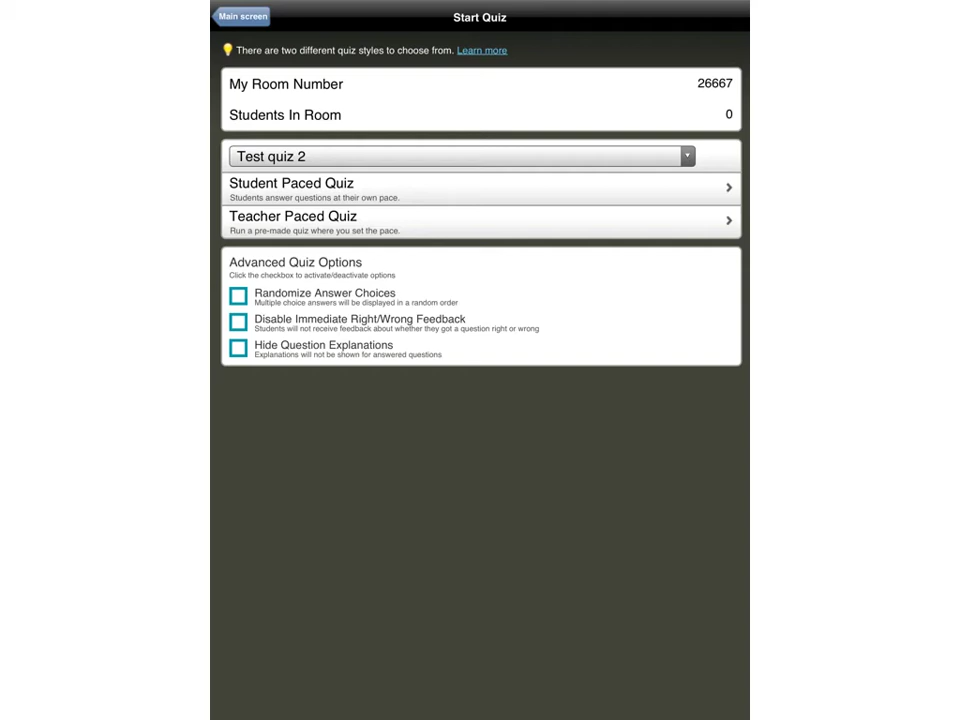 Main screen
Start Quiz
There are two different quiz styles to choose from. Learn more
My Room Number 26667
Students In Room 0
Test quiz 2
Student Paced Quiz
Students answer questions at their own pace.
Teacher Paced Quiz
Run a pre-made quiz where you set the pace.
Advanced Quiz Options
Click the checkbox to activate/deactivate options
Randomize Answer Choices
Multiple choice answers will be displayed in a random order
Disable Immediate Right/Wrong Feedback
Students will not receive feedback about whether they got a question right or wrong
Hide Question Explanations
Explanations will not be shown for answered questions